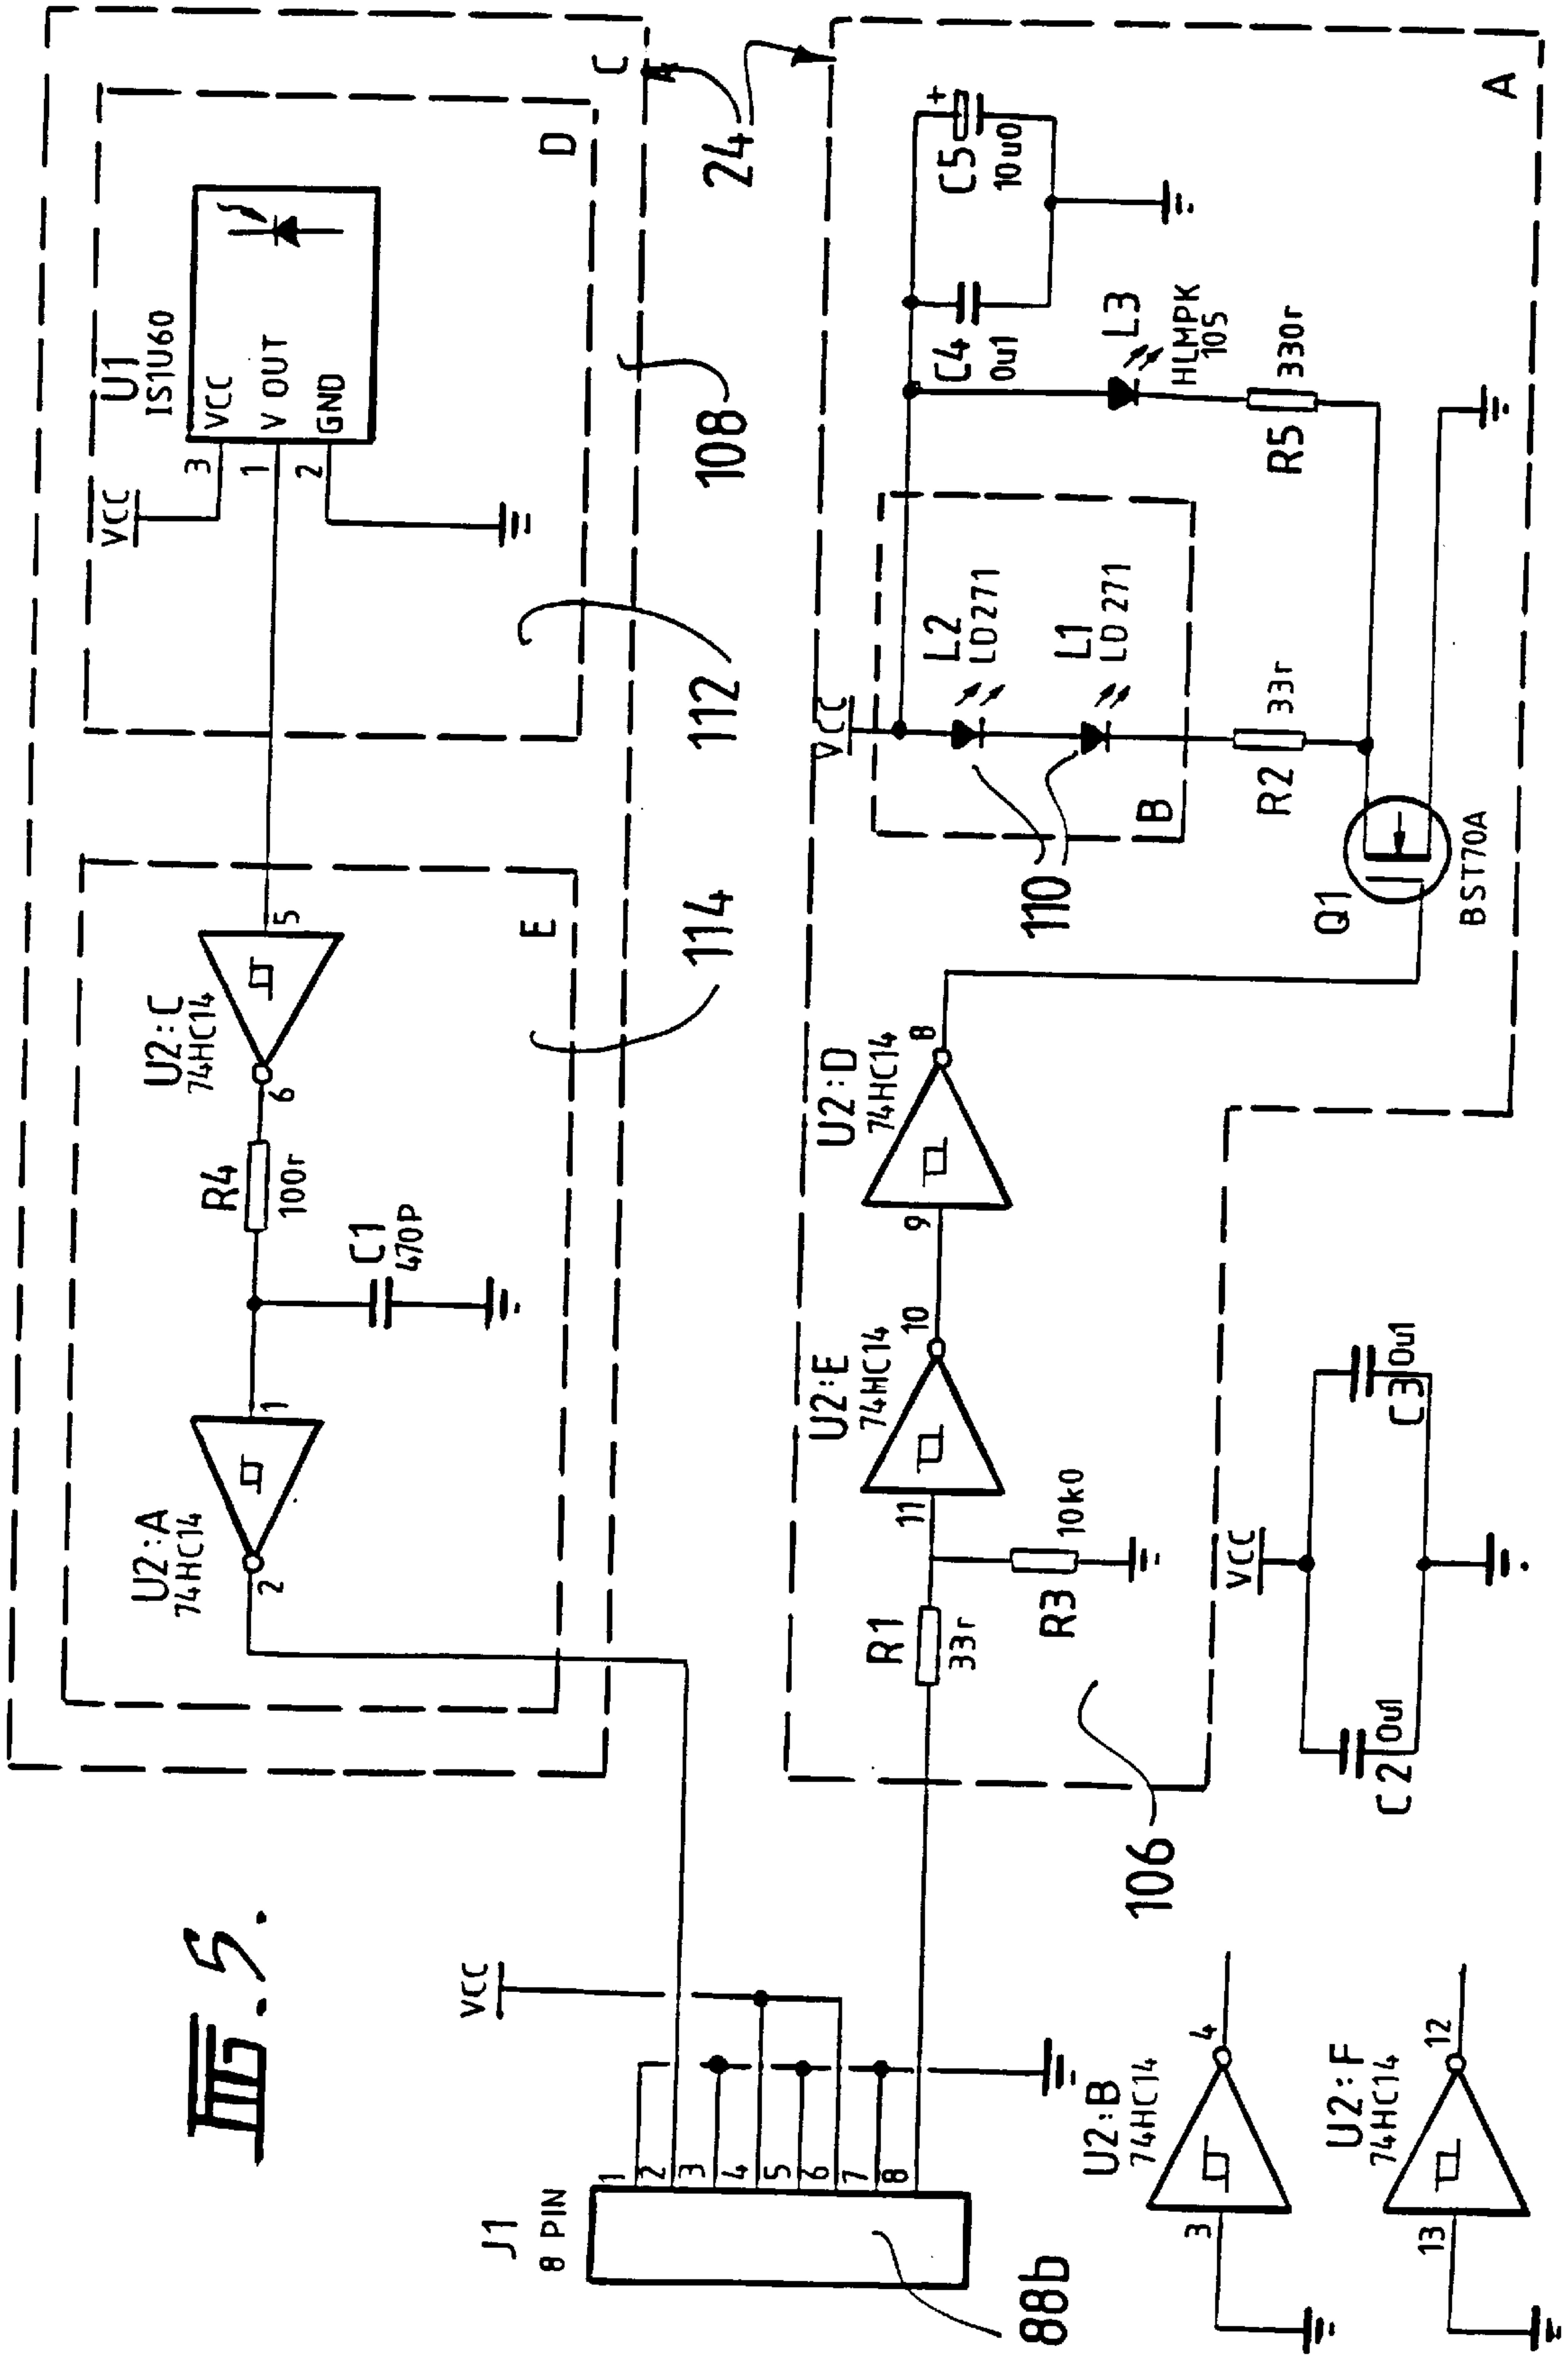 FIG. 5.
J1
8 PIN
1
2
3
4
5
6
7
8
88b
VCC
U2:A
74HC14
2
1
R4
100r
C1
470P
U2:C
74HC14
6
5
E
114
VCC
U1
IS1U60
3
1
2
VCC
V OUT
GND
D
C
112
108
24
106
R1
33r
R3
10k0
U2:E
74HC14
11
10
U2:D
74HC14
9
8
VCC
L2
LD271
L1
LD271
B
110
R2
33r
Q1
BST70A
C4
0u1
C5
+
10u0
L3
HLMPK
105
R5
330r
A
U2:B
74HC14
3
4
U2:F
74HC14
13
12
VCC
C2
0u1
C3
0u1